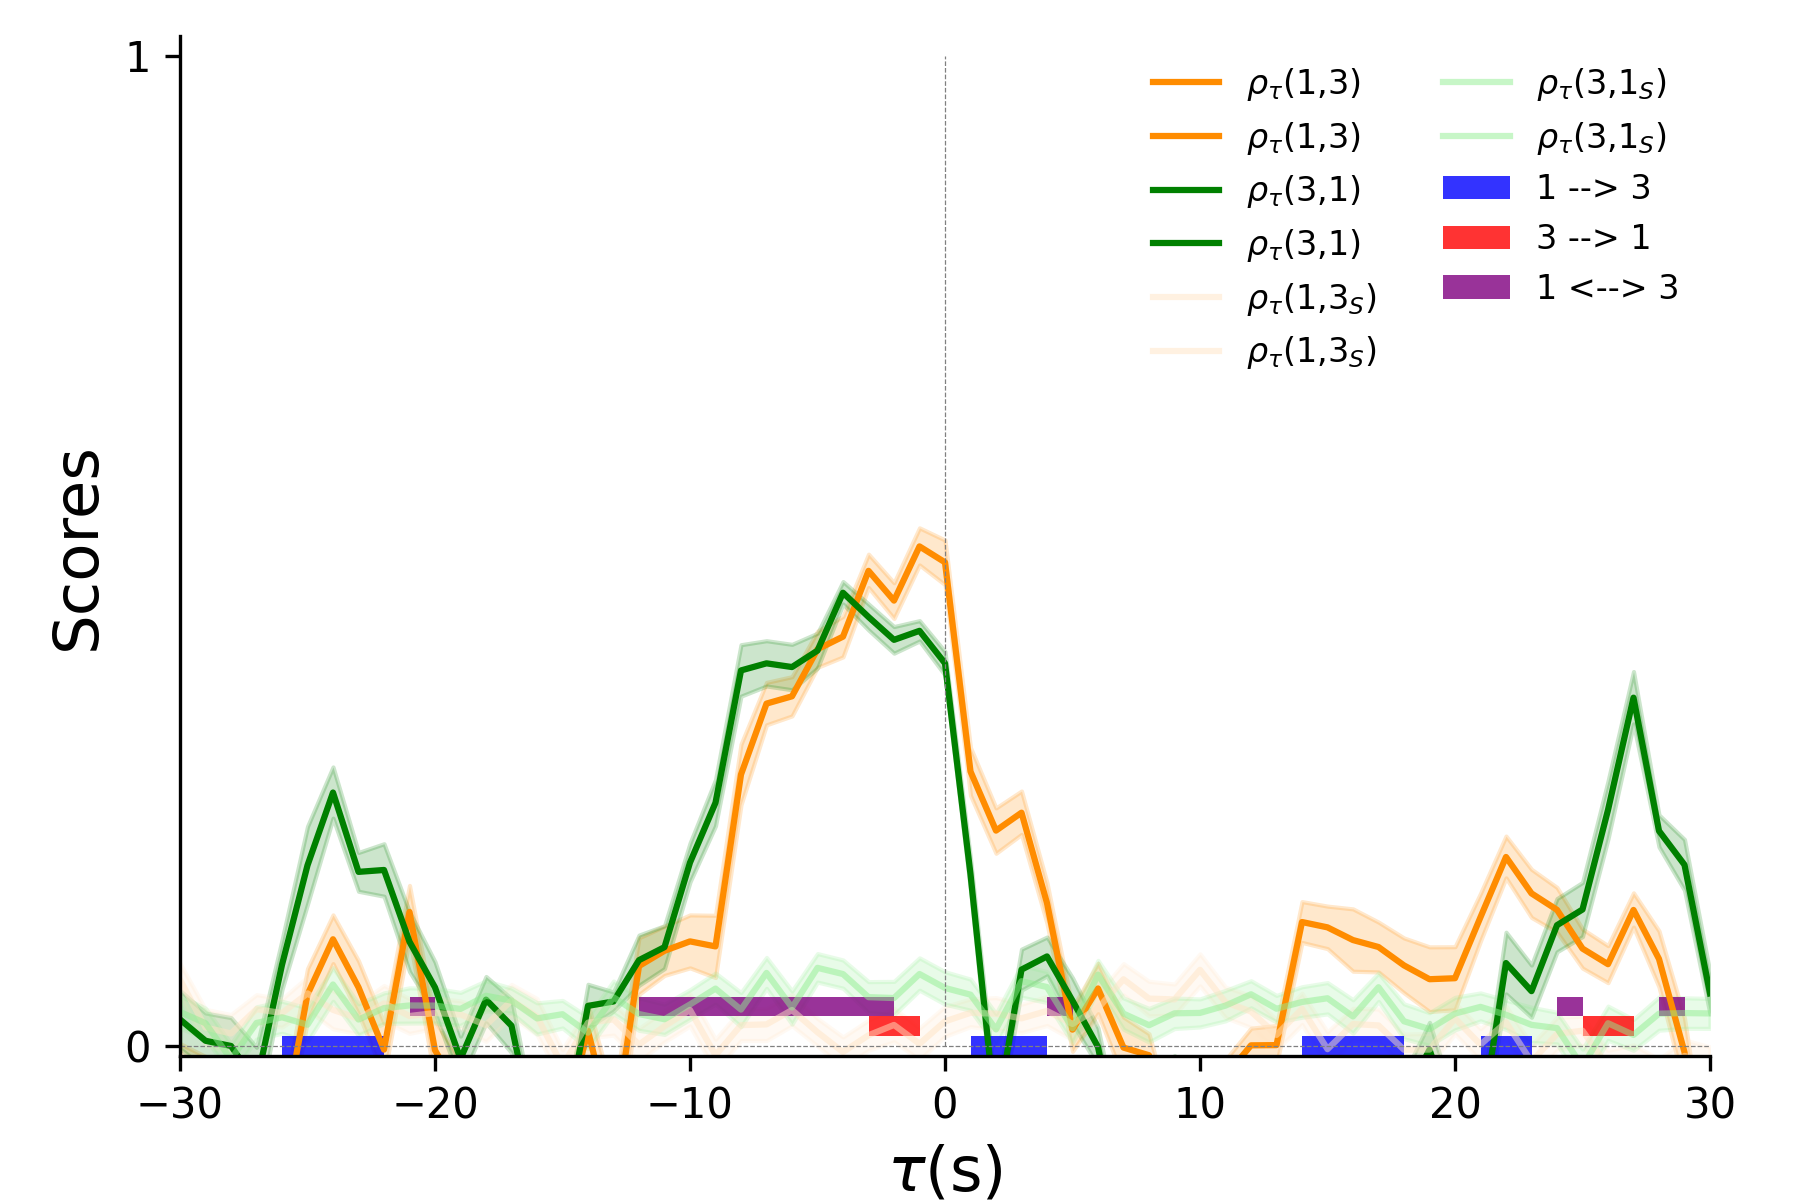 1
ρτ(1,3)
ρτ(1,3)
ρτ(3,1)
ρτ(3,1)
ρτ(1,3S)
ρτ(1,3S)
ρτ(3,1S)
ρτ(3,1S)
1 --> 3
3 --> 1
1 <--> 3
Scores
0
−30 −20 −10 0 10 20 30
τ(s)